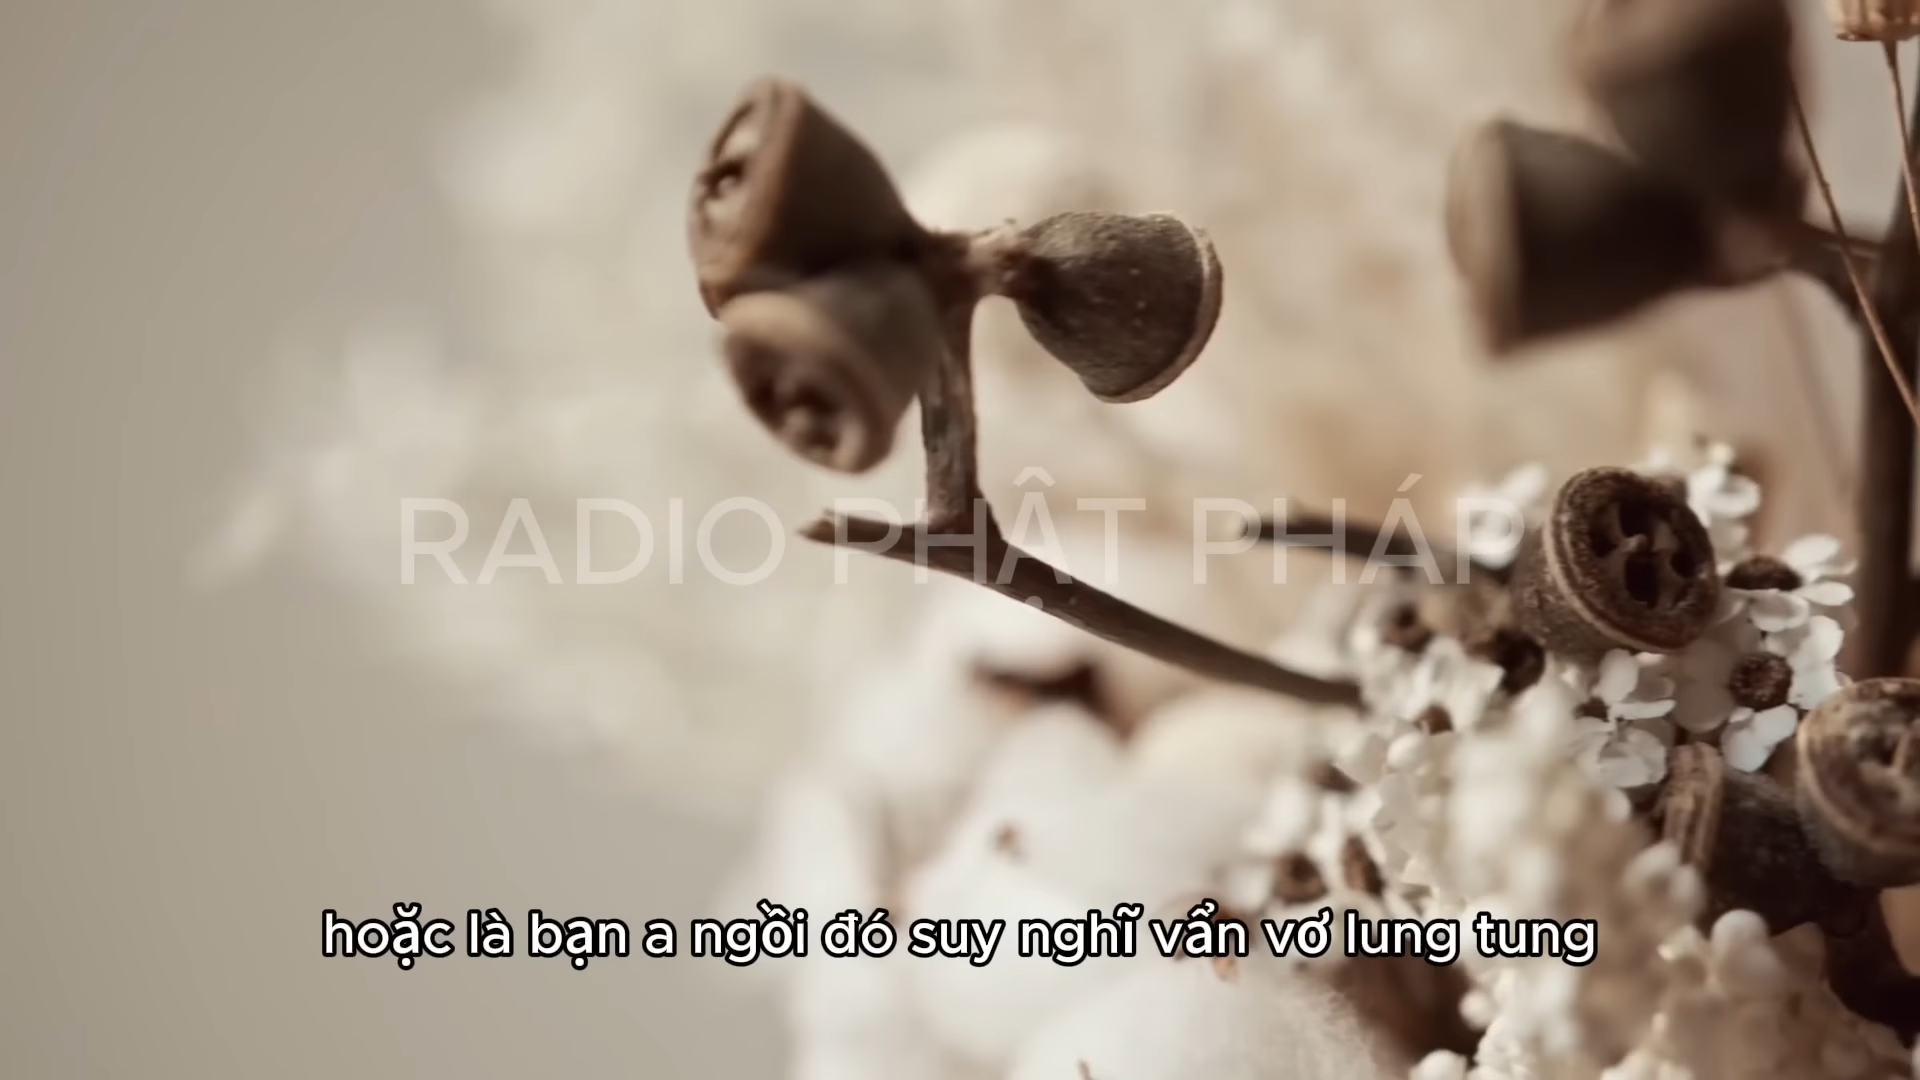 RADIO PHẬT PHÁP
hoặc là bạn a ngồi đó suy nghĩ vẩn vơ lung tung